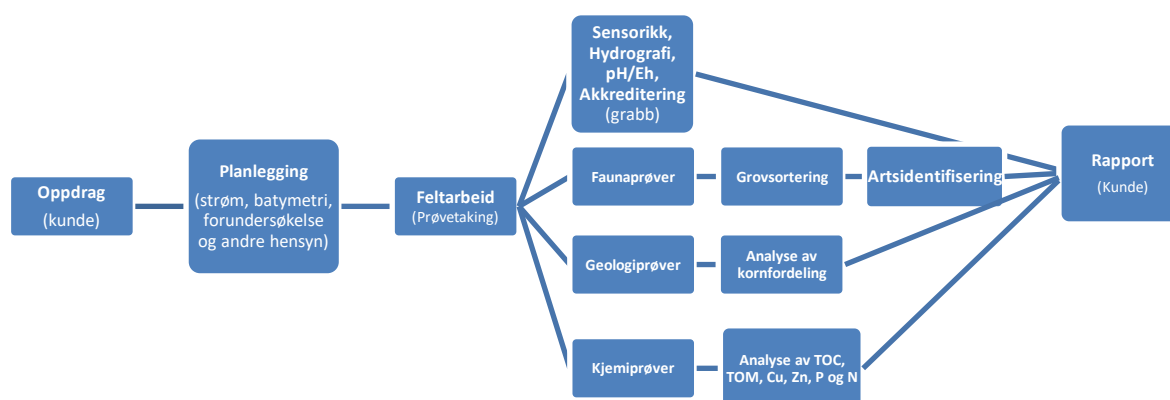 Oppdrag
(kunde)
Planlegging
(strøm, batymetri,
forundersøkelse
og andre hensyn)
Feltarbeid
(Prøvetaking)
Sensorikk,
Hydrografi,
pH/Eh,
Akkreditering
(grabb)
Faunaprøver
Grovsortering
Artsidentifisering
Geologiprøver
Analyse av
kornfordeling
Kjemiprøver
Analyse av TOC,
TOM, Cu, Zn, P og N
Rapport
(Kunde)